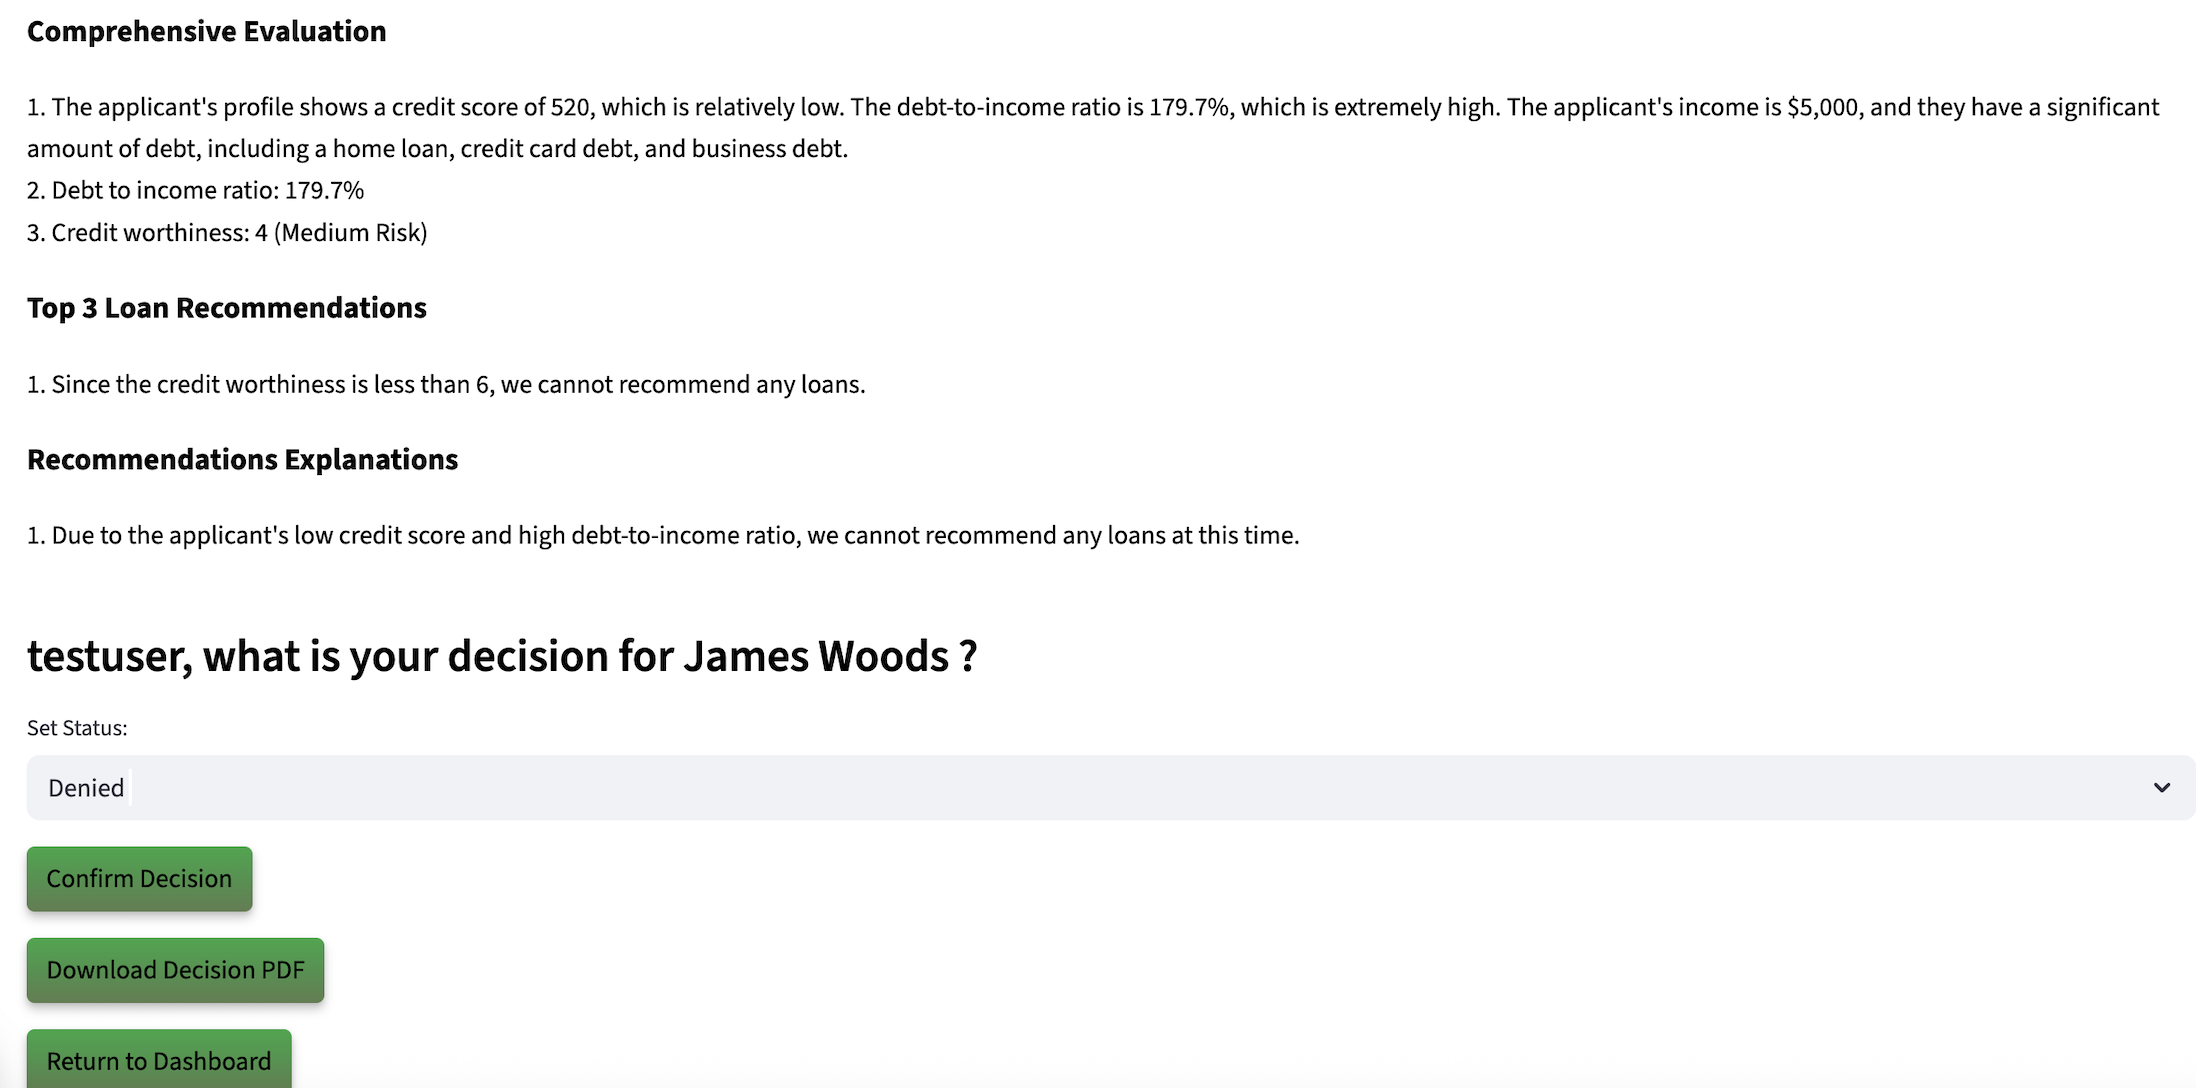 Comprehensive Evaluation
1. The applicant's profile shows a credit score of 520, which is relatively low. The debt-to-income ratio is 179.7%, which is extremely high. The applicant's income is $5,000, and they have a significant
amount of debt, including a home loan, credit card debt, and business debt.
2. Debt to income ratio: 179.7%
3. Credit worthiness: 4 (Medium Risk)
Top 3 Loan Recommendations
1. Since the credit worthiness is less than 6, we cannot recommend any loans.
Recommendations Explanations
1. Due to the applicant's low credit score and high debt-to-income ratio, we cannot recommend any loans at this time.
testuser, what is your decision for James Woods ?
Set Status:
Denied
Confirm Decision
Download Decision PDF
Return to Dashboard